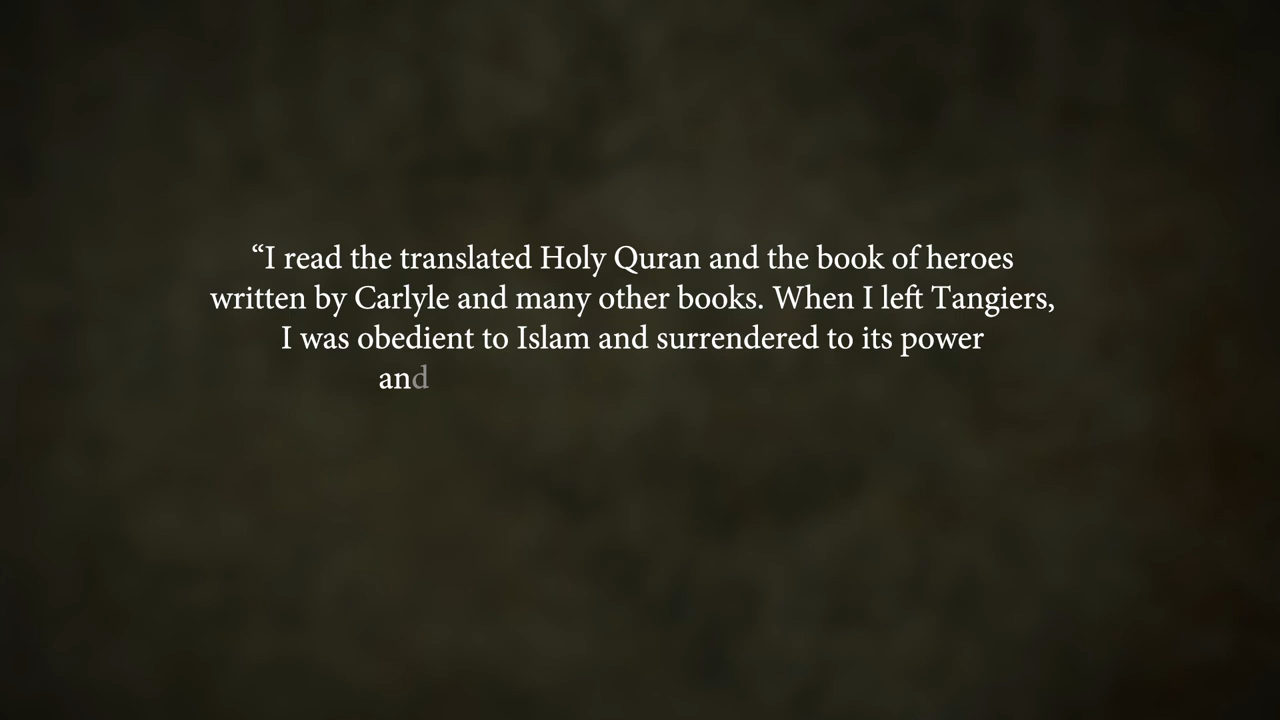 “I read the translated Holy Quran and the book of heroes
written by Carlyle and many other books. When I left Tangiers,
I was obedient to Islam and surrendered to its power
and